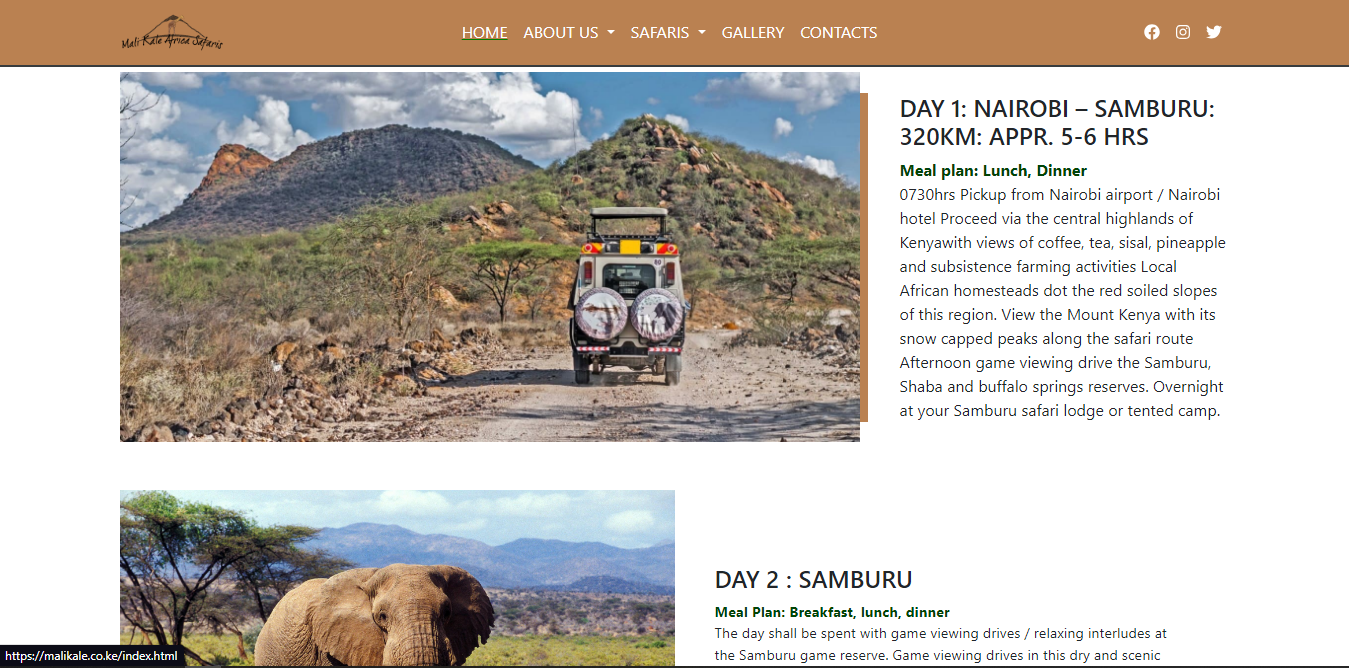 Mali Kale Africa Safaris
HOME ABOUT US SAFARIS GALLERY CONTACTS
DAY 1: NAIROBI – SAMBURU:
320KM: APPR. 5-6 HRS
Meal plan: Lunch, Dinner
0730hrs Pickup from Nairobi airport / Nairobi
hotel Proceed via the central highlands of
Kenyawith views of coffee, tea, sisal, pineapple
and subsistence farming activities Local
African homesteads dot the red soiled slopes
of this region. View the Mount Kenya with its
snow capped peaks along the safari route
Afternoon game viewing drive the Samburu,
Shaba and buffalo springs reserves. Overnight
at your Samburu safari lodge or tented camp.
DAY 2 : SAMBURU
Meal Plan: Breakfast, lunch, dinner
The day shall be spent with game viewing drives / relaxing interludes at
the Samburu game reserve. Game viewing drives in this dry and scenic
https://malikale.co.ke/index.html